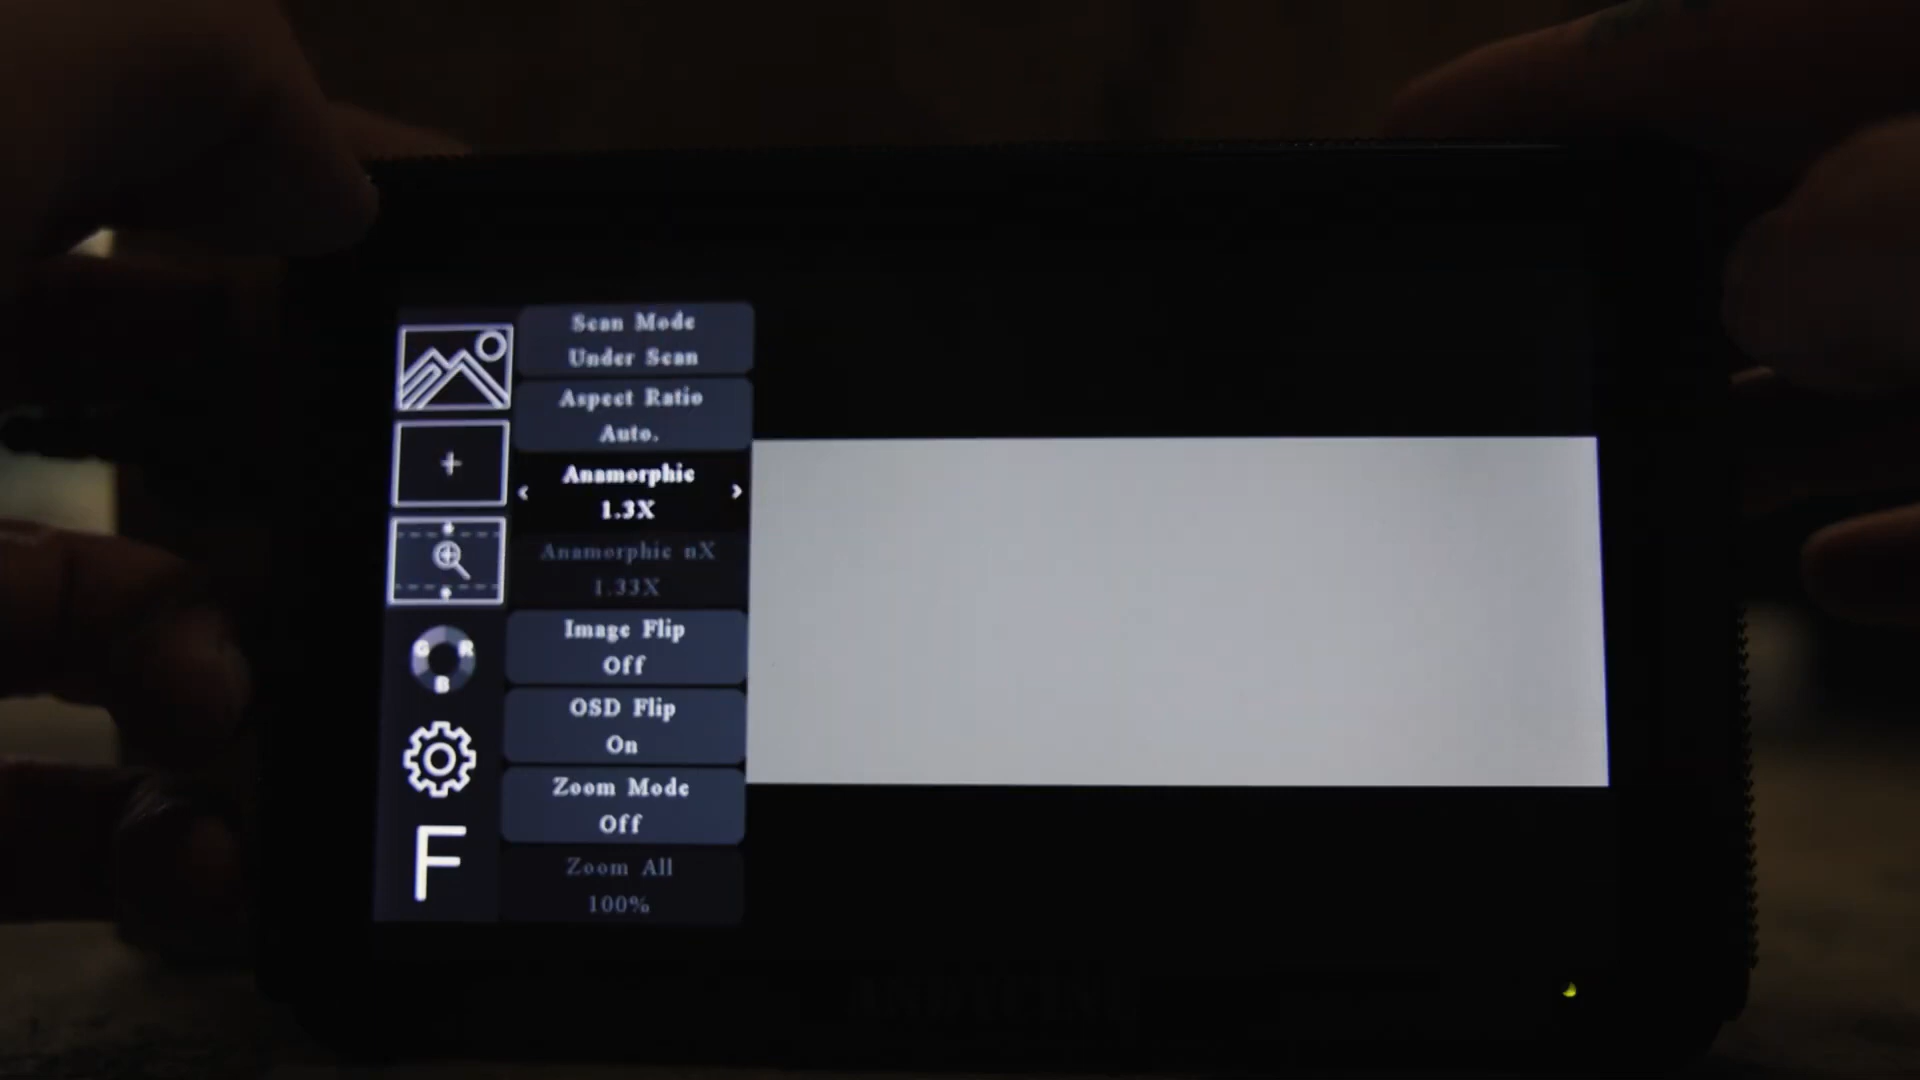 Scan Mode
Under Scan
Aspect Ratio
Auto.
Anamorphic
‹ ›
1.3X
Anamorphic nX
1.33X
G R
B
Image Flip
Off
OSD Flip
On
Zoom Mode
Off
F
Zoom All
100%
ANDYCINE